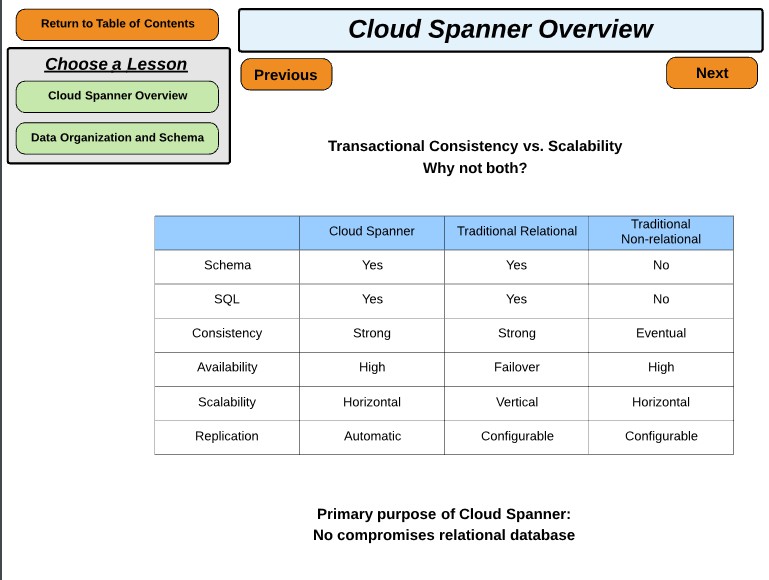 Return to Table of Contents
Cloud Spanner Overview
Choose a Lesson
Previous
Next
Cloud Spanner Overview
Data Organization and Schema
Transactional Consistency vs. Scalability
Why not both?
Cloud Spanner Traditional Relational Traditional Non-relational
Schema Yes Yes No
SQL Yes Yes No
Consistency Strong Strong Eventual
Availability High Failover High
Scalability Horizontal Vertical Horizontal
Replication Automatic Configurable Configurable
Primary purpose of Cloud Spanner:
No compromises relational database